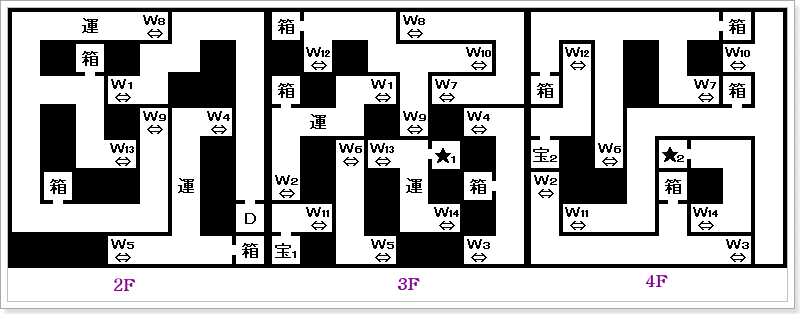 運 W8 箱 W8 箱
箱 W12 W10 W12 W10
W1 箱 W1 W7 箱 W7 箱
W9 W4 運 W9 W4
W13 W6 W13 ★1 宝2 W6 ★2
箱 運 W2 運 箱 W2 箱
D W11 W14 W11 W14
W5 箱 宝1 W5 W3 W3
2F 3F 4F